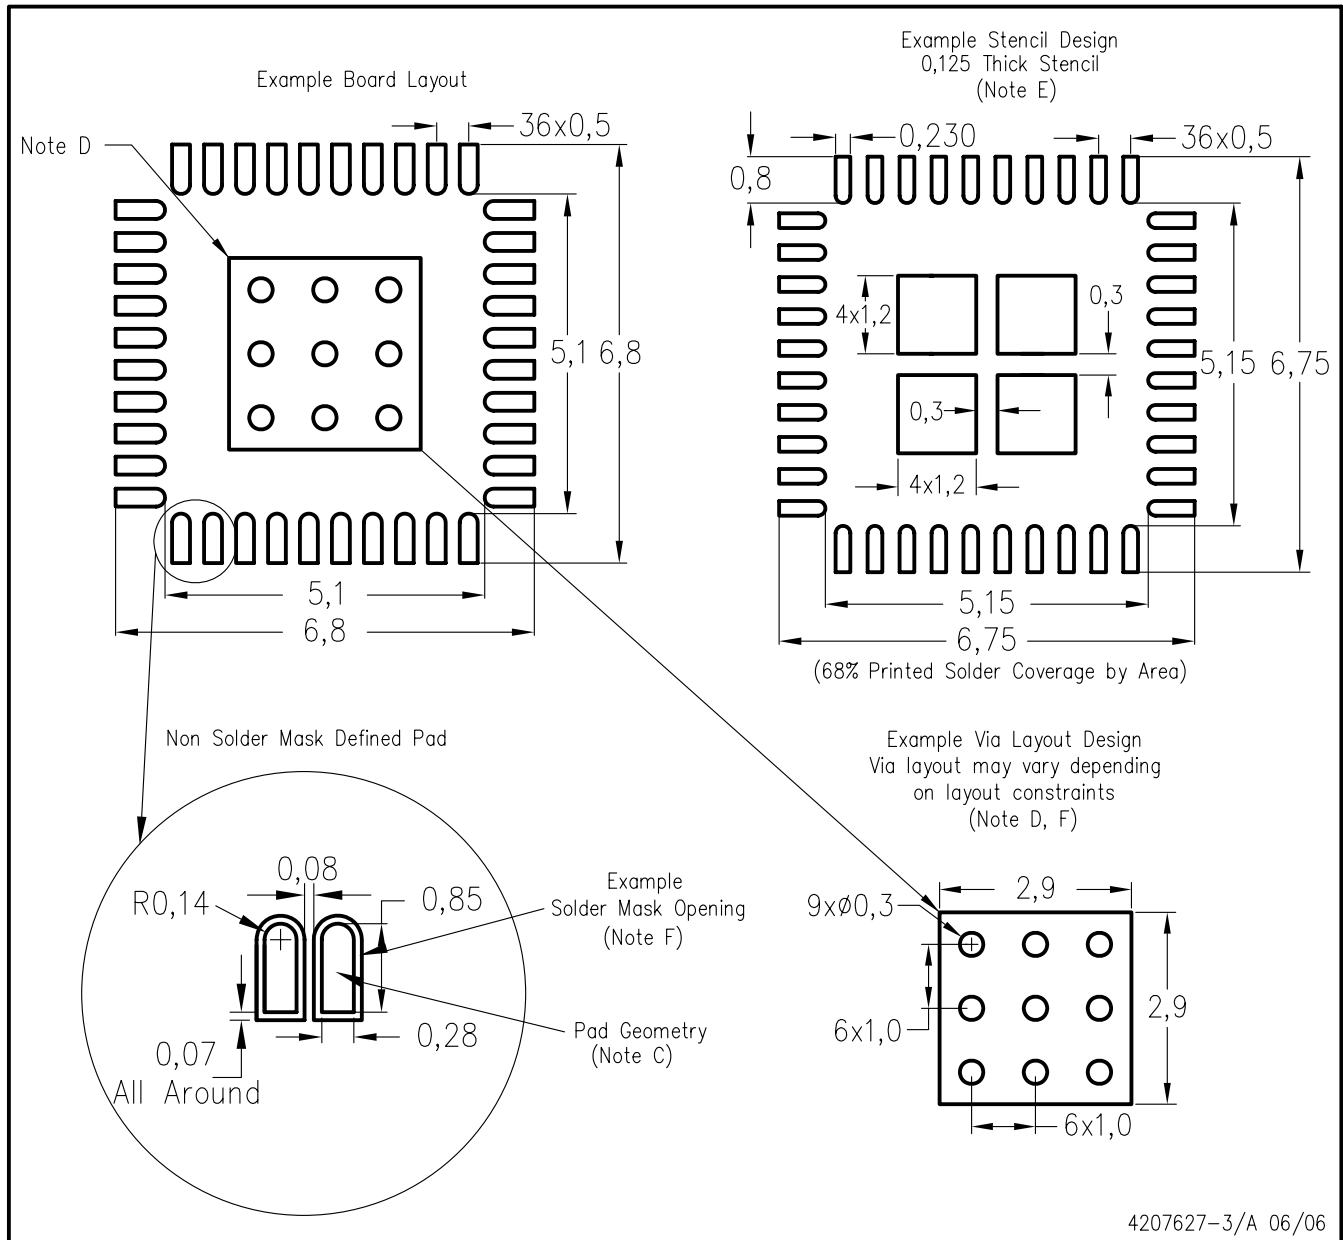 Example Board Layout
Note D
36x0,5
5,1
6,8
5,1
6,8
Example Stencil Design
0,125 Thick Stencil
(Note E)
0,230
36x0,5
0,8
4x1,2
0,3
0,3
4x1,2
5,15
6,75
5,15
6,75
(68% Printed Solder Coverage by Area)
Non Solder Mask Defined Pad
0,08
R0,14
0,85
Example
Solder Mask Opening
(Note F)
Pad Geometry
(Note C)
0,28
0,07
All Around
Example Via Layout Design
Via layout may vary depending
on layout constraints
(Note D, F)
9xø0,3
2,9
2,9
6x1,0
6x1,0
4207627-3/A 06/06